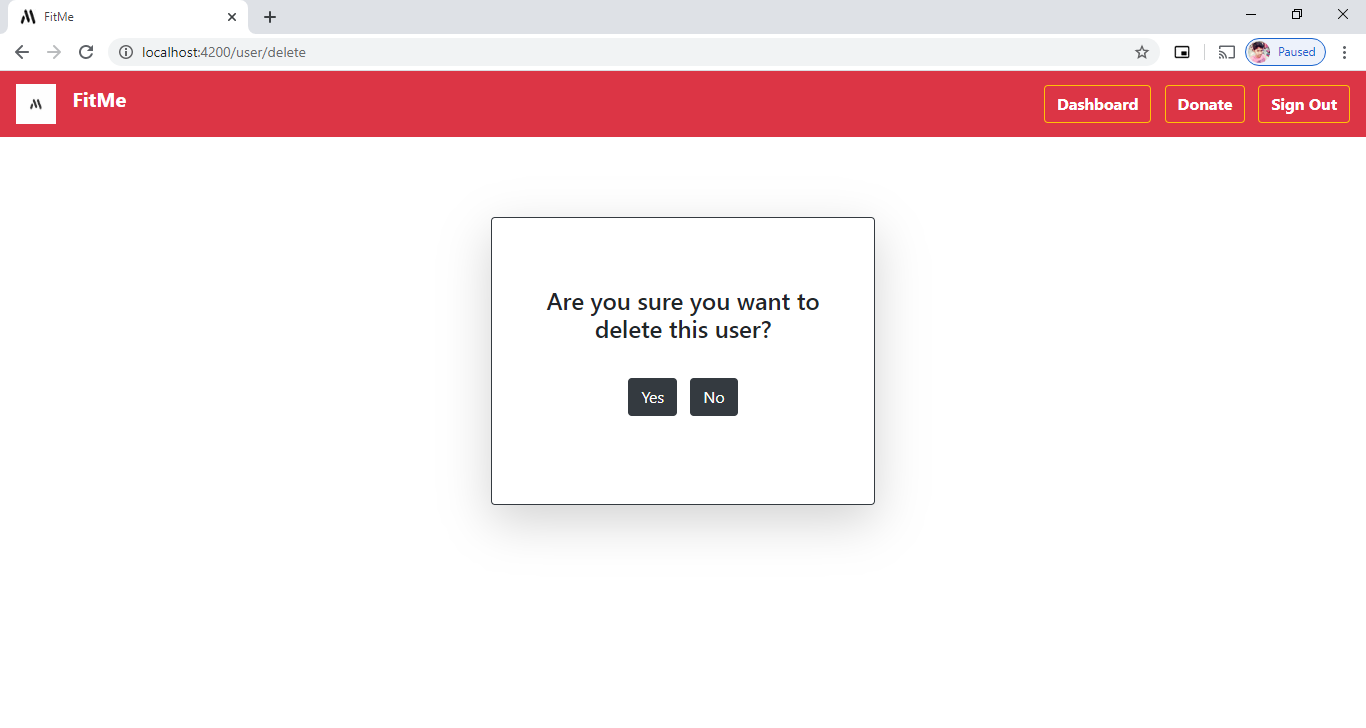 FitMe
localhost:4200/user/delete
Paused
FitMe
Dashboard
Donate
Sign Out
Are you sure you want to
delete this user?
Yes
No